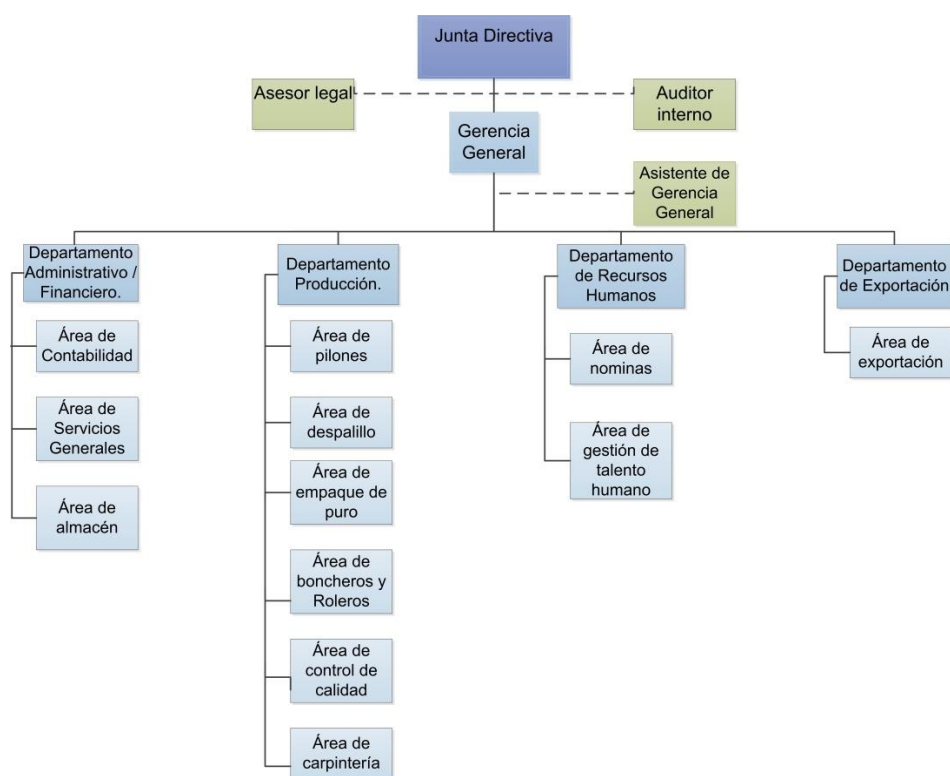 Junta Directiva
Asesor legal
Auditor
interno
Gerencia
General
Asistente de
Gerencia
General
Departamento
Administrativo /
Financiero.
Departamento
Producción.
Departamento
de Recursos
Humanos
Departamento
de Exportación
Área de
Contabilidad
Área de
Servicios
Generales
Área de
almacén
Área de
pilones
Área de
despalillo
Área de
empaque de
puro
Área de
boncheros y
Roleros
Área de
control de
calidad
Área de
carpintería
Área de
nominas
Área de
gestión de
talento
humano
Área de
exportación